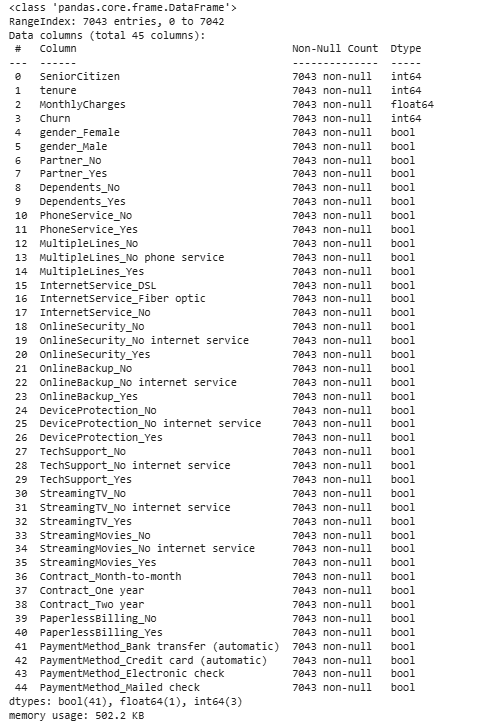 <class 'pandas.core.frame.DataFrame'>
RangeIndex: 7043 entries, 0 to 7042
Data columns (total 45 columns):
 #   Column                                   Non-Null Count  Dtype
---  ------                                   --------------  -----
 0   SeniorCitizen                            7043 non-null   int64
 1   tenure                                   7043 non-null   int64
 2   MonthlyCharges                           7043 non-null   float64
 3   Churn                                    7043 non-null   int64
 4   gender_Female                            7043 non-null   bool
 5   gender_Male                              7043 non-null   bool
 6   Partner_No                               7043 non-null   bool
 7   Partner_Yes                              7043 non-null   bool
 8   Dependents_No                            7043 non-null   bool
 9   Dependents_Yes                           7043 non-null   bool
 10  PhoneService_No                          7043 non-null   bool
 11  PhoneService_Yes                         7043 non-null   bool
 12  MultipleLines_No                         7043 non-null   bool
 13  MultipleLines_No phone service           7043 non-null   bool
 14  MultipleLines_Yes                        7043 non-null   bool
 15  InternetService_DSL                      7043 non-null   bool
 16  InternetService_Fiber optic              7043 non-null   bool
 17  InternetService_No                       7043 non-null   bool
 18  OnlineSecurity_No                        7043 non-null   bool
 19  OnlineSecurity_No internet service       7043 non-null   bool
 20  OnlineSecurity_Yes                       7043 non-null   bool
 21  OnlineBackup_No                          7043 non-null   bool
 22  OnlineBackup_No internet service         7043 non-null   bool
 23  OnlineBackup_Yes                         7043 non-null   bool
 24  DeviceProtection_No                      7043 non-null   bool
 25  DeviceProtection_No internet service     7043 non-null   bool
 26  DeviceProtection_Yes                     7043 non-null   bool
 27  TechSupport_No                           7043 non-null   bool
 28  TechSupport_No internet service          7043 non-null   bool
 29  TechSupport_Yes                          7043 non-null   bool
 30  StreamingTV_No                           7043 non-null   bool
 31  StreamingTV_No internet service          7043 non-null   bool
 32  StreamingTV_Yes                          7043 non-null   bool
 33  StreamingMovies_No                       7043 non-null   bool
 34  StreamingMovies_No internet service      7043 non-null   bool
 35  StreamingMovies_Yes                      7043 non-null   bool
 36  Contract_Month-to-month                  7043 non-null   bool
 37  Contract_One year                        7043 non-null   bool
 38  Contract_Two year                        7043 non-null   bool
 39  PaperlessBilling_No                      7043 non-null   bool
 40  PaperlessBilling_Yes                     7043 non-null   bool
 41  PaymentMethod_Bank transfer (automatic)  7043 non-null   bool
 42  PaymentMethod_Credit card (automatic)    7043 non-null   bool
 43  PaymentMethod_Electronic check           7043 non-null   bool
 44  PaymentMethod_Mailed check               7043 non-null   bool
dtypes: bool(41), float64(1), int64(3)
memory usage: 502.2 KB